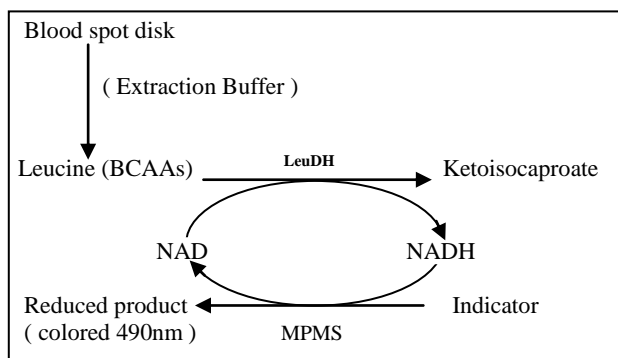 Blood spot disk
( Extraction Buffer )
LeuDH
Leucine (BCAAs) Ketoisocaproate
NAD NADH
Reduced product Indicator
( colored 490nm ) MPMS